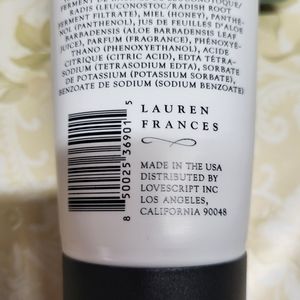 RADIS (LEUCONOSTOC/RADISH ROOT
FERMENT FILTRATE), MIEL (HONEY), PANTHÉ-
NOL (PANTHENOL), JUS DE FEUILLES D'ALOE
BARBADENSIS (ALOE BARBADENSIS LEAF
JUICE), PARFUM (FRAGRANCE), PHÉNOXYÉ-
THANO (PHENOXYETHANOL), ACIDE
CITRIQUE (CITRIC ACID), EDTA TÉTRA-
SODIUM (TETRASODIUM EDTA), SORBATE
DE POTASSIUM (POTASSIUM SORBATE),
BENZOATE DE SODIUM (SODIUM BENZOATE)
8 50025 36901 5
LAUREN
FRANCES
MADE IN THE USA
DISTRIBUTED BY
LOVESCRIPT INC
LOS ANGELES,
CALIFORNIA 90048